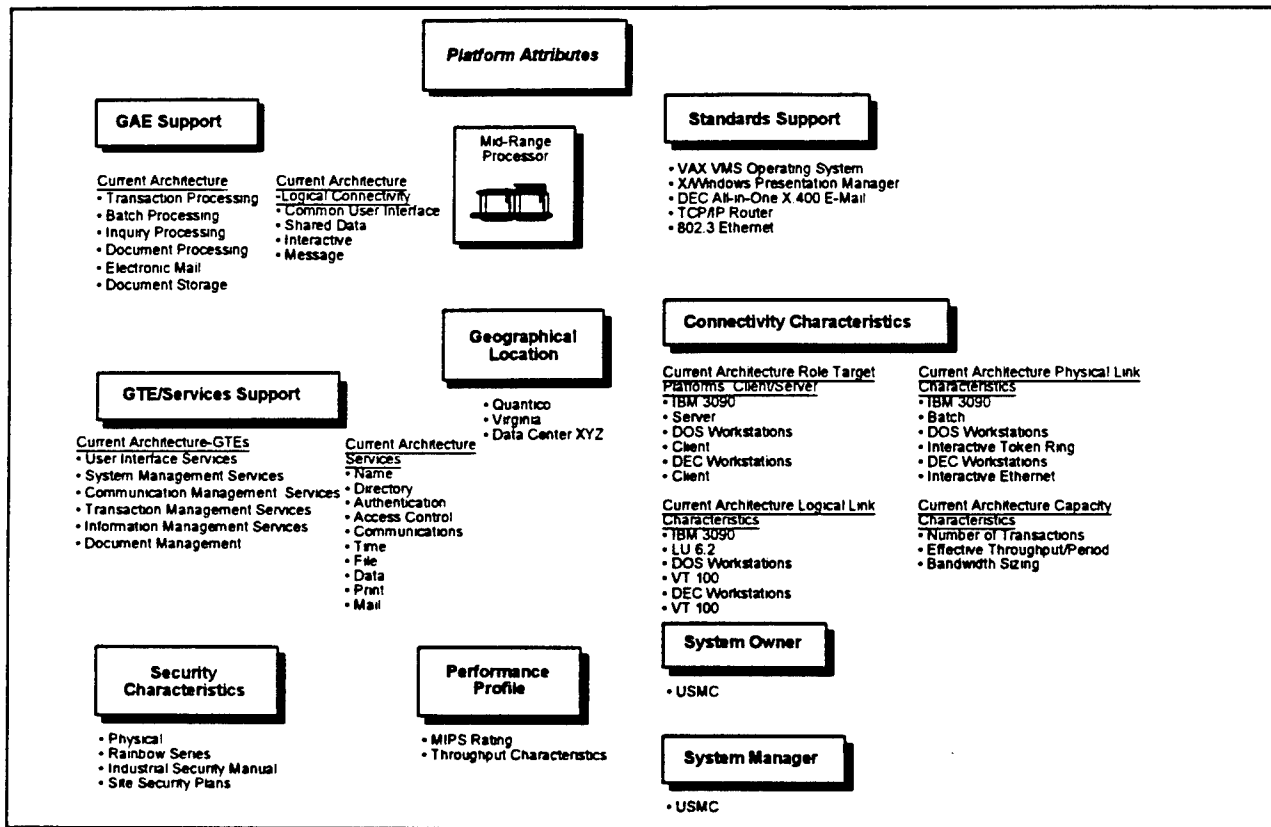 Platform Attributes
GAE Support
Current Architecture
• Transaction Processing
• Batch Processing
• Inquiry Processing
• Document Processing
• Electronic Mail
• Document Storage
Current Architecture
-Logical Connectivity
• Common User Interface
• Shared Data
• Interactive
• Message
Mid-Range
Processor
Standards Support
• VAX VMS Operating System
• X/Windows Presentation Manager
• DEC All-in-One X.400 E-Mail
• TCP/IP Router
• 802.3 Ethernet
Geographical
Location
• Quantico
• Virginia
• Data Center XYZ
Connectivity Characteristics
Current Architecture Role Target
Platforms Client/Server
• IBM 3090
• Server
• DOS Workstations
• Client
• DEC Workstations
• Client
Current Architecture Physical Link
Characteristics
• IBM 3090
• Batch
• DOS Workstations
• Interactive Token Ring
• DEC Workstations
• Interactive Ethernet
Current Architecture Logical Link
Characteristics
• IBM 3090
• LU 6.2
• DOS Workstations
• VT 100
• DEC Workstations
• VT 100
Current Architecture Capacity
Characteristics
• Number of Transactions
• Effective Throughput/Period
• Bandwidth Sizing
GTE/Services Support
Current Architecture-GTEs
• User Interface Services
• System Management Services
• Communication Management Services
• Transaction Management Services
• Information Management Services
• Document Management
Current Architecture
Services
• Name
• Directory
• Authentication
• Access Control
• Communications
• Time
• File
• Data
• Print
• Mail
Security
Characteristics
• Physical
• Rainbow Series
• Industrial Security Manual
• Site Security Plans
Performance
Profile
• MIPS Rating
• Throughput Characteristics
System Owner
• USMC
System Manager
• USMC